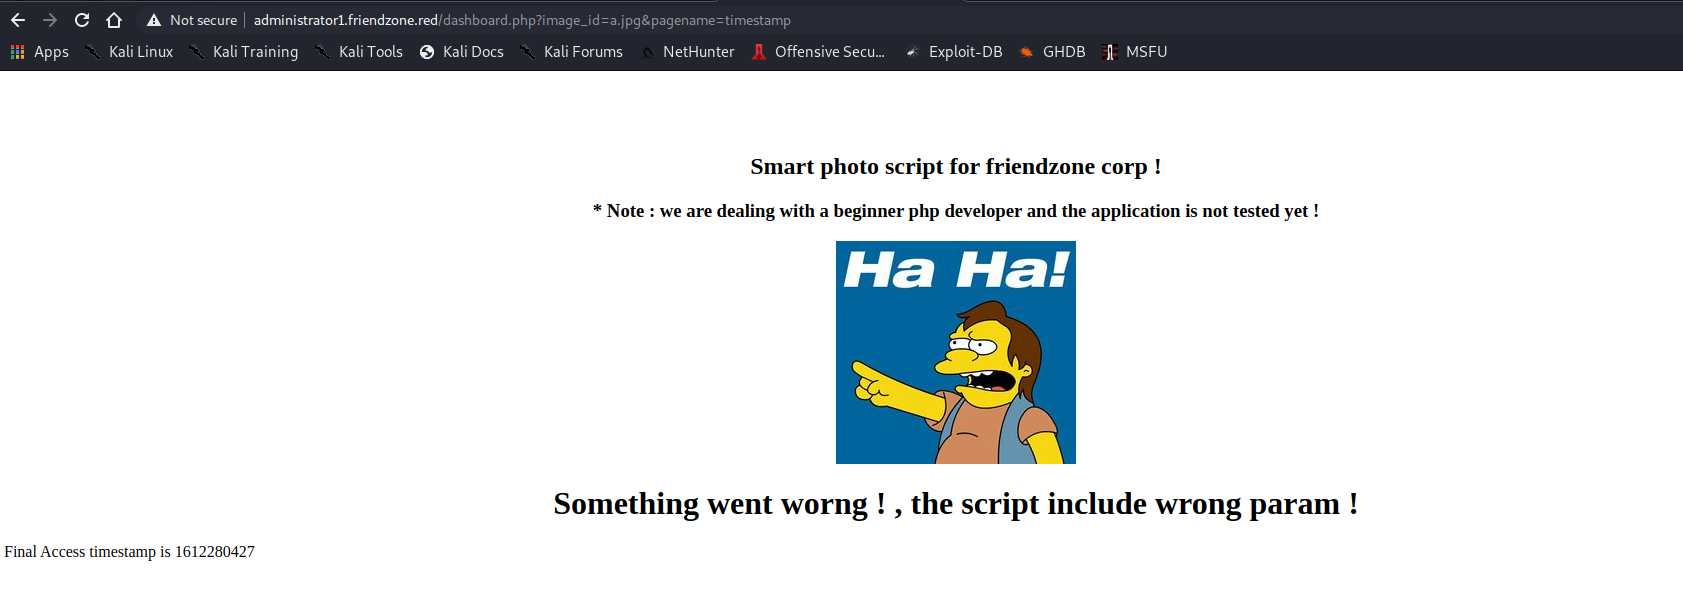 Not secure administrator1.friendzone.red/dashboard.php?image_id=a.jpg&pagename=timestamp
Apps Kali Linux Kali Training Kali Tools Kali Docs Kali Forums NetHunter Offensive Secu... Exploit-DB GHDB MSFU
Smart photo script for friendzone corp !
* Note : we are dealing with a beginner php developer and the application is not tested yet !
Ha Ha!
Something went worng ! , the script include wrong param !
Final Access timestamp is 1612280427